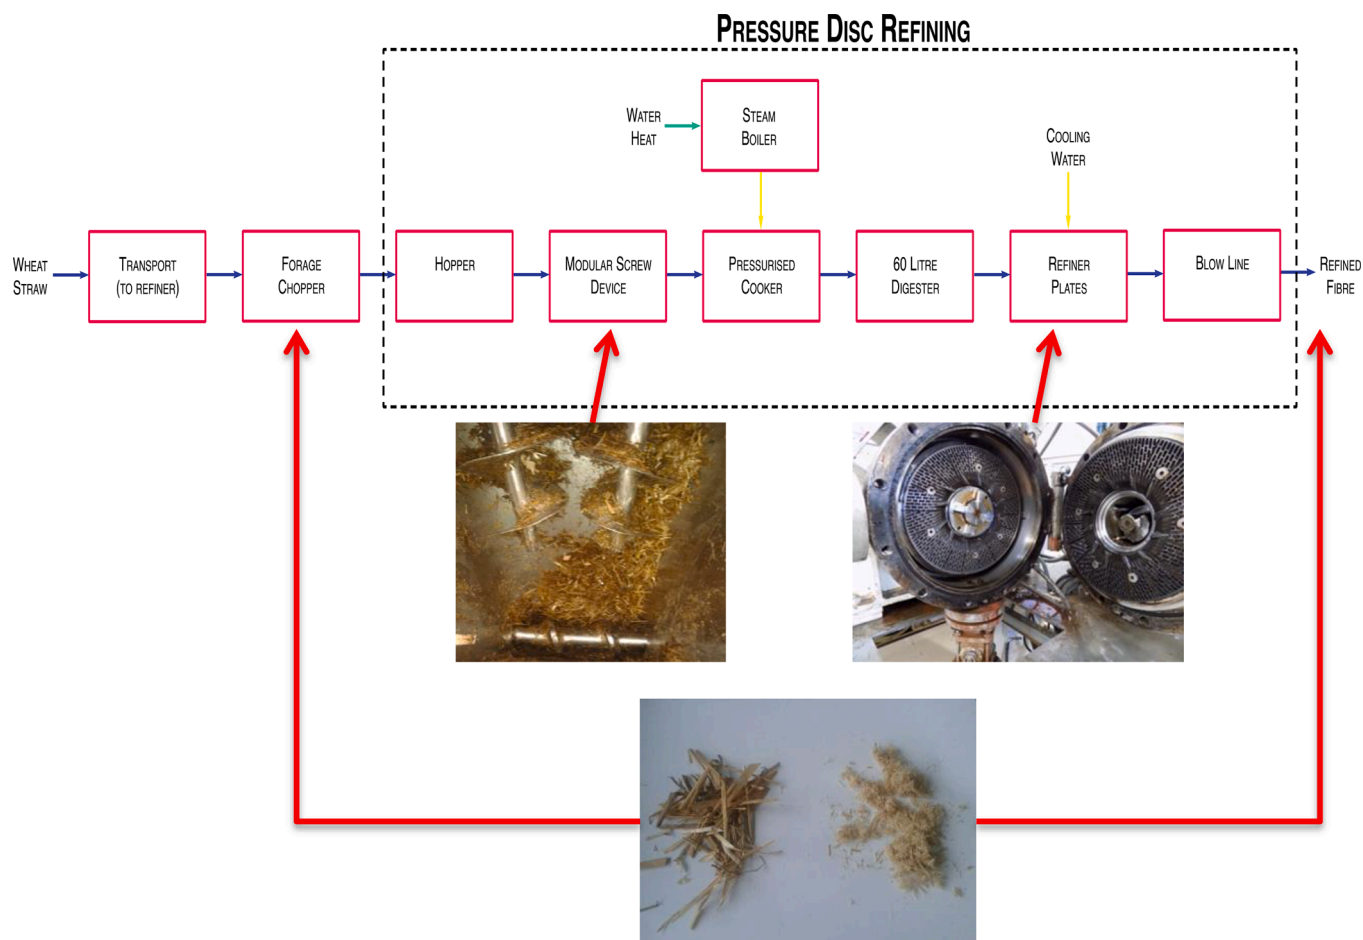 PRESSURE DISC REFINING
WATER
HEAT
STEAM
BOILER
COOLING
WATER
WHEAT
STRAW
TRANSPORT
(TO REFINER)
FORAGE
CHOPPER
HOPPER
MODULAR SCREW
DEVICE
PRESSURISED
COOKER
60 LITRE
DIGESTER
REFINER
PLATES
BLOW LINE
REFINED
FIBRE